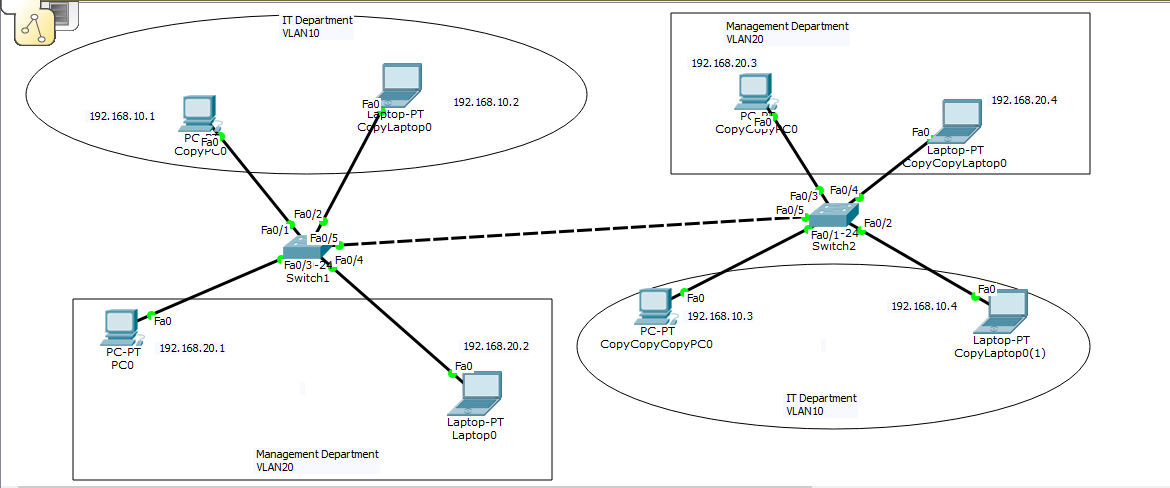 IT Department
VLAN10
192.168.10.1
Fa0
PC-PT
CopyPC0
Fa0
Laptop-PT
CopyLaptop0
192.168.10.2
Management Department
VLAN20
192.168.20.3
Fa0
PC-PT
CopyCopyPC0
192.168.20.4
Fa0
Laptop-PT
CopyCopyLaptop0
Fa0/1
Fa0/2
Fa0/5
Fa0/3
-24
Fa0/4
Switch1
Fa0/3
Fa0/4
Fa0/5
Fa0/1
-24
Fa0/2
Switch2
Fa0
PC-PT
PC0
192.168.20.1
192.168.20.2
Fa0
Laptop-PT
Laptop0
Management Department
VLAN20
Fa0
192.168.10.3
PC-PT
CopyCopyCopyPC0
192.168.10.4
Fa0
Laptop-PT
CopyLaptop0(1)
IT Department
VLAN10